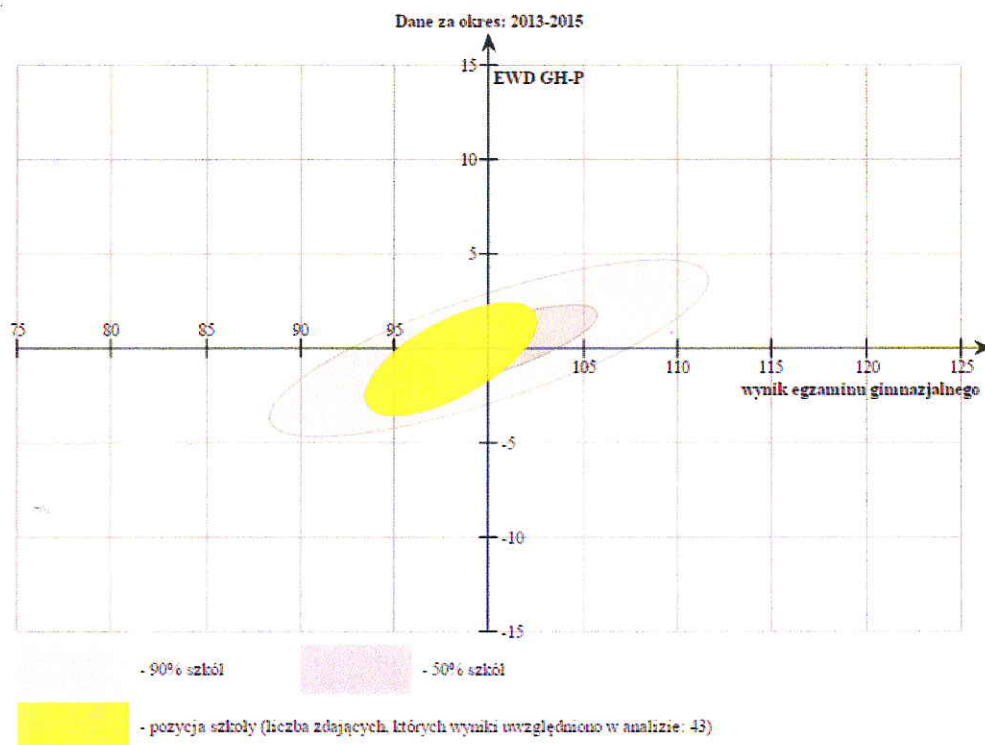 Dane za okres: 2013-2015
15
EWD GH-P
10
5
75 80 85 90 95
105 110 115 120 125
wynik egzaminu gimnazjalnego
-5
-10
-15
- 90% szkół
- 50% szkół
- pozycja szkoły (liczba zdających, których wyniki uwzględniono w analizie: 43)